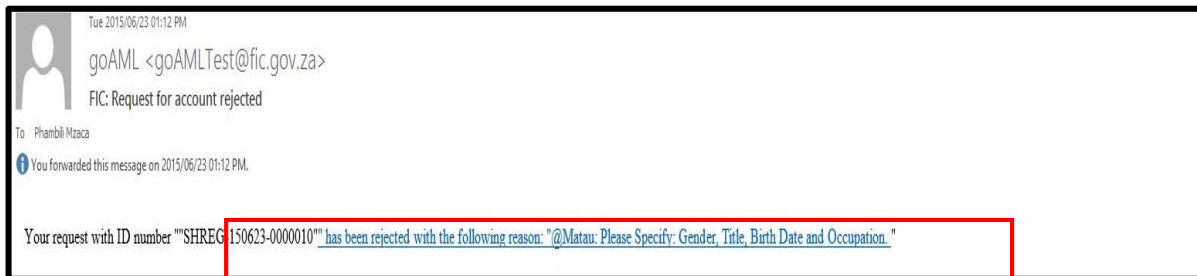 Tue 2015/06/23 01:12 PM
goAML <goAMLTest@fic.gov.za>
FIC: Request for account rejected
To Phambili Mzaca
You forwarded this message on 2015/06/23 01:12 PM.
Your request with ID number ""SHREG-150623-0000010"" has been rejected with the following reason: "@Matau: Please Specify: Gender, Title, Birth Date and Occupation. "